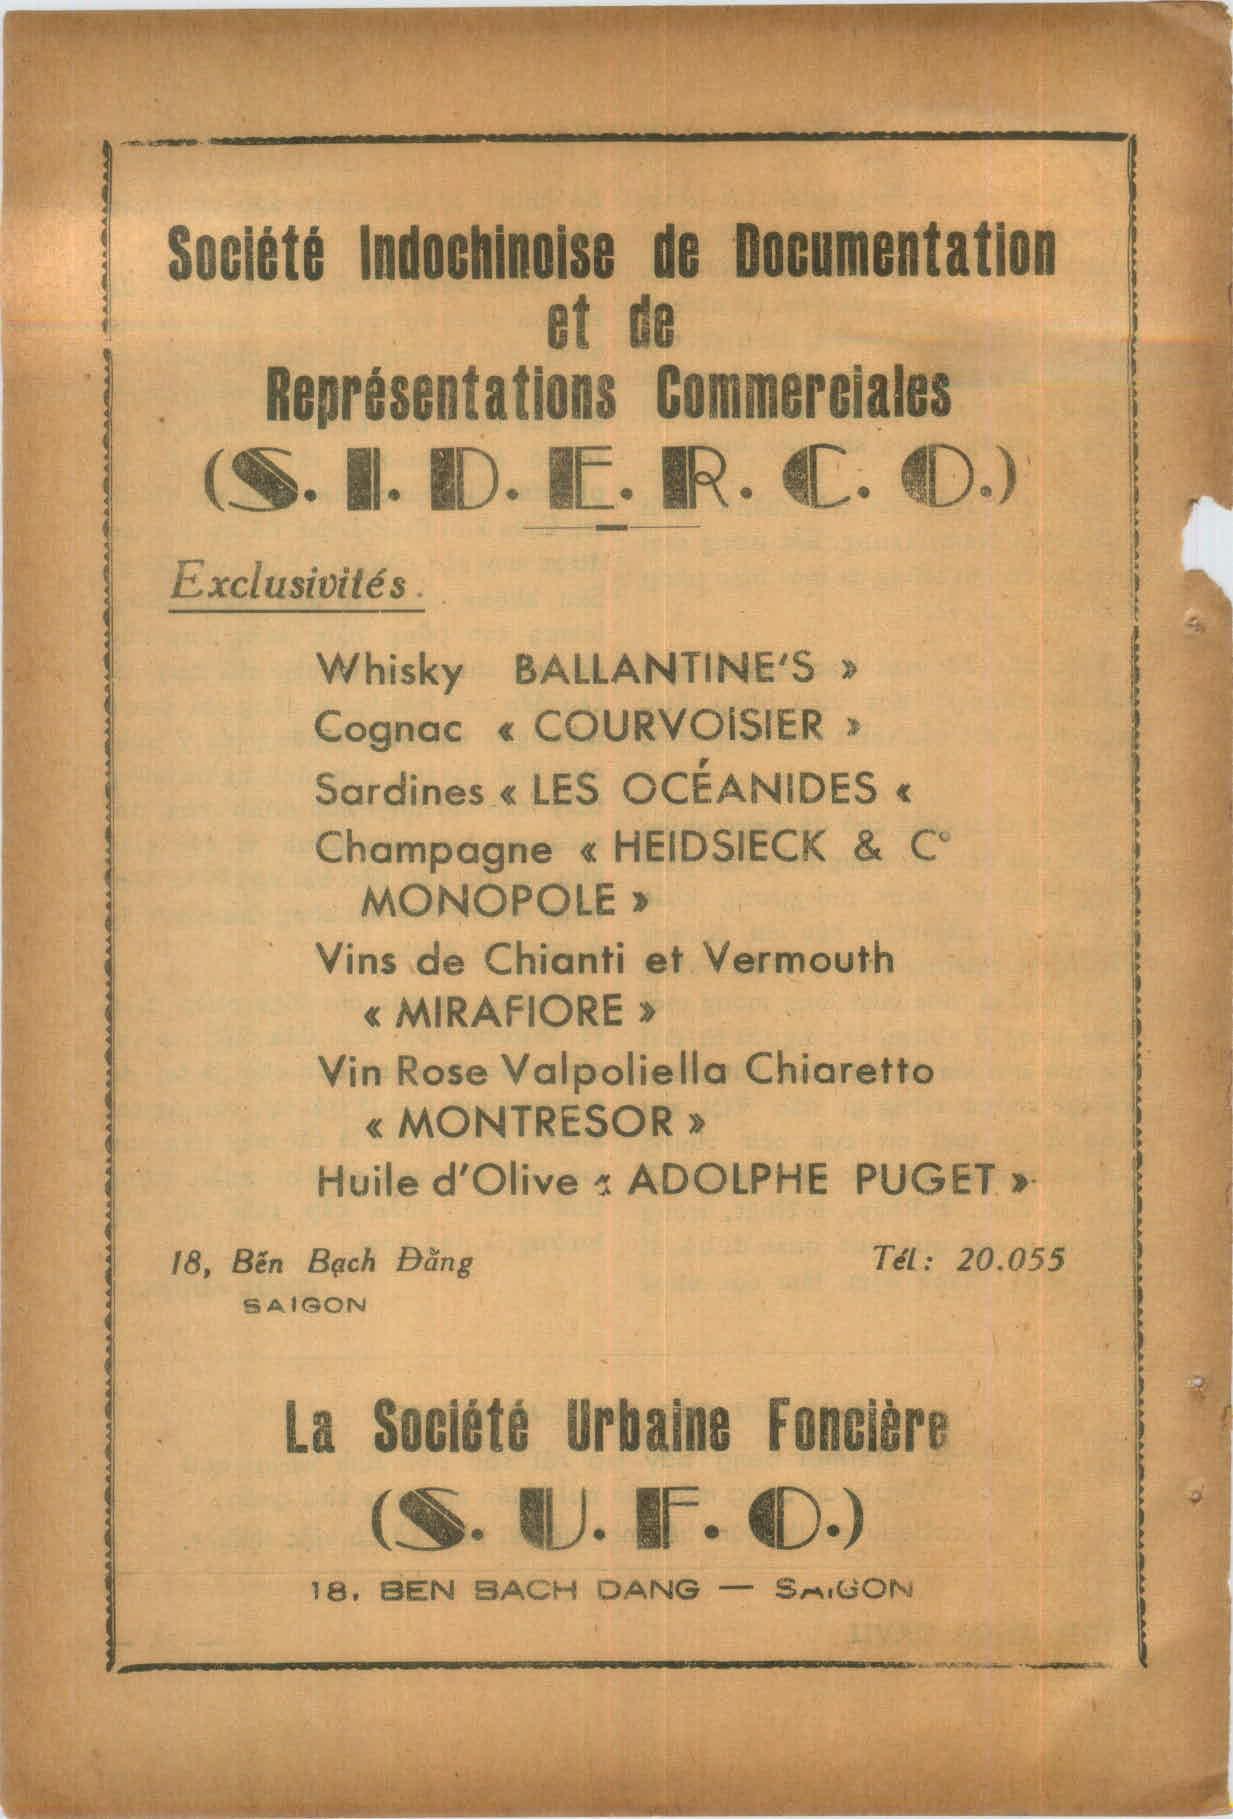 Société Indochinoise de Documentation
et de
Représentations Commerciales
(S. I. D. E. R. C. O.)
Exclusivités.
Whisky BALLANTINE'S »
Cognac « COURVOISIER »
Sardines « LES OCÉANIDES «
Champagne « HEIDSIECK & C°
MONOPOLE »
Vins de Chianti et Vermouth
« MIRAFIORE »
Vin Rose Valpoliella Chiaretto
« MONTRESOR »
Huile d'Olive « ADOLPHE PUGET »
18, Bến Bạch Đằng Tél: 20.055
SAIGON
La Société Urbaine Foncière
(S. U. F. O.)
18, BEN BACH DANG — SAIGON